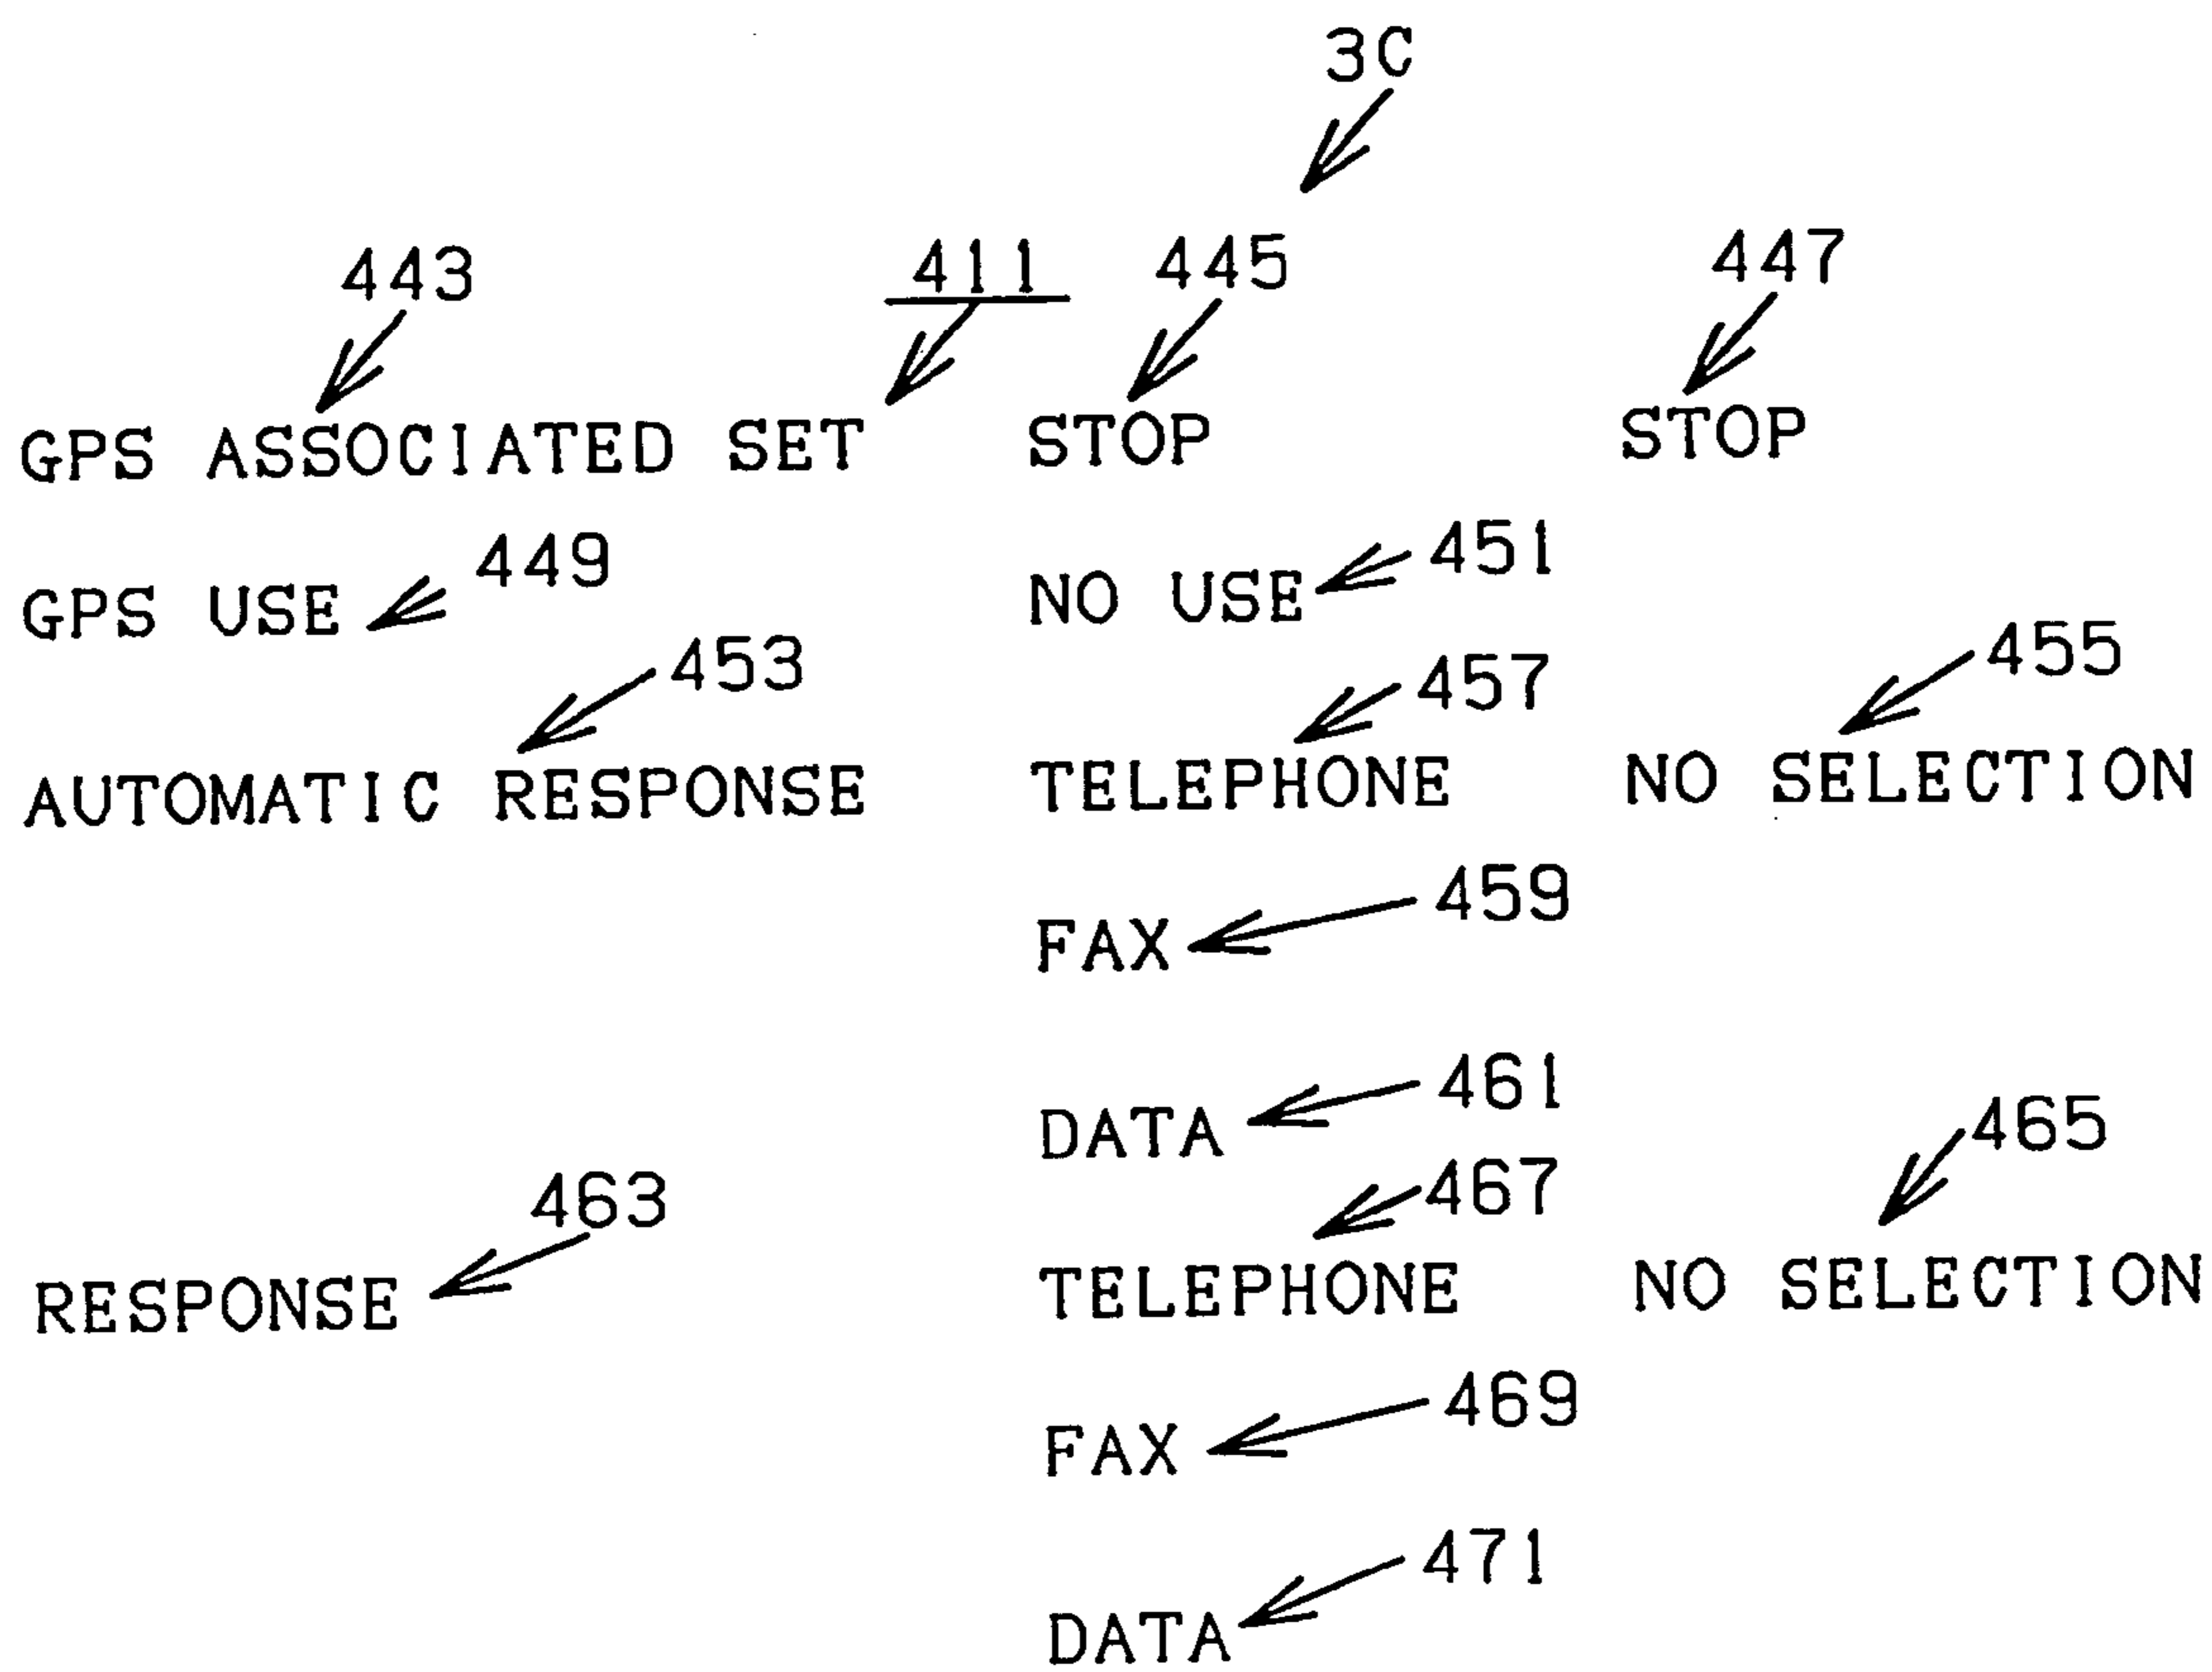 3C
443 411 445 447
GPS ASSOCIATED SET STOP STOP
449 451
GPS USE NO USE
453 457 455
AUTOMATIC RESPONSE TELEPHONE NO SELECTION
459
FAX
461
DATA
465
463 467
RESPONSE TELEPHONE NO SELECTION
469
FAX
471
DATA